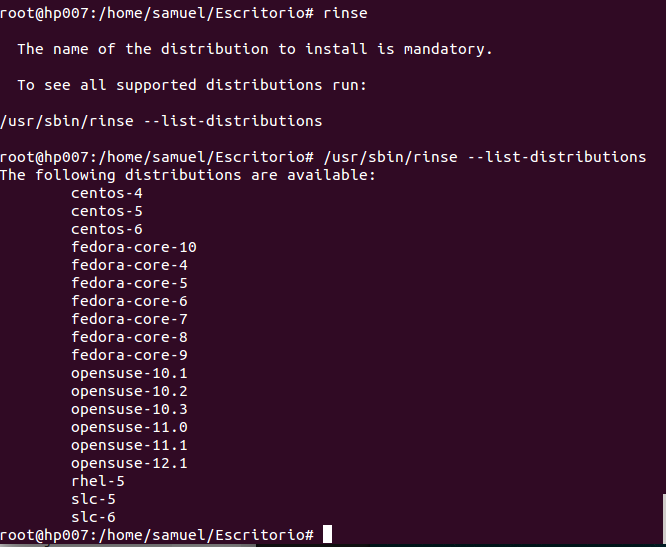 root@hp007:/home/samuel/Escritorio# rinse
The name of the distribution to install is mandatory.
To see all supported distributions run:
/usr/sbin/rinse --list-distributions
root@hp007:/home/samuel/Escritorio# /usr/sbin/rinse --list-distributions
The following distributions are available:
centos-4
centos-5
centos-6
fedora-core-10
fedora-core-4
fedora-core-5
fedora-core-6
fedora-core-7
fedora-core-8
fedora-core-9
opensuse-10.1
opensuse-10.2
opensuse-10.3
opensuse-11.0
opensuse-11.1
opensuse-12.1
rhel-5
slc-5
slc-6
root@hp007:/home/samuel/Escritorio#